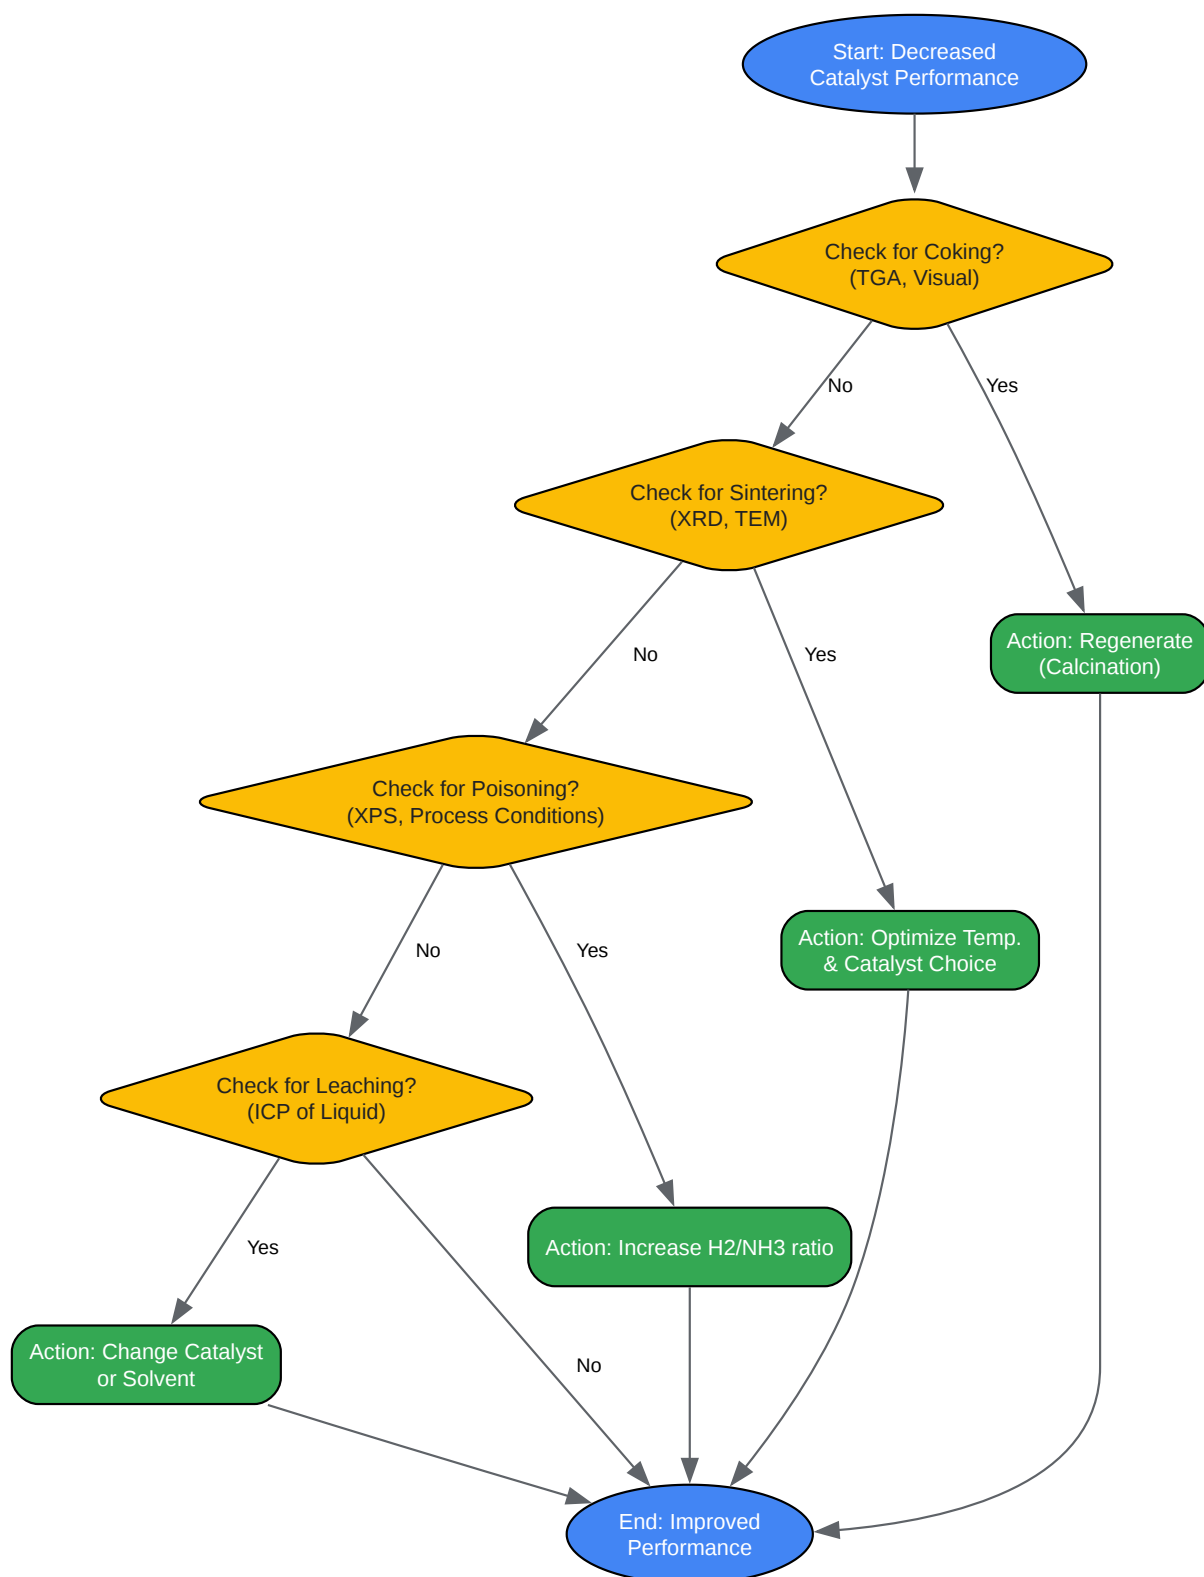 Start: Decreased
Catalyst Performance
Check for Coking?
(TGA, Visual)
No
Yes
Check for Sintering?
(XRD, TEM)
No
Yes
Action: Regenerate
(Calcination)
Check for Poisoning?
(XPS, Process Conditions)
No
Yes
Action: Optimize Temp.
& Catalyst Choice
Check for Leaching?
(ICP of Liquid)
Yes
No
Action: Increase H2/NH3 ratio
Action: Change Catalyst
or Solvent
End: Improved
Performance